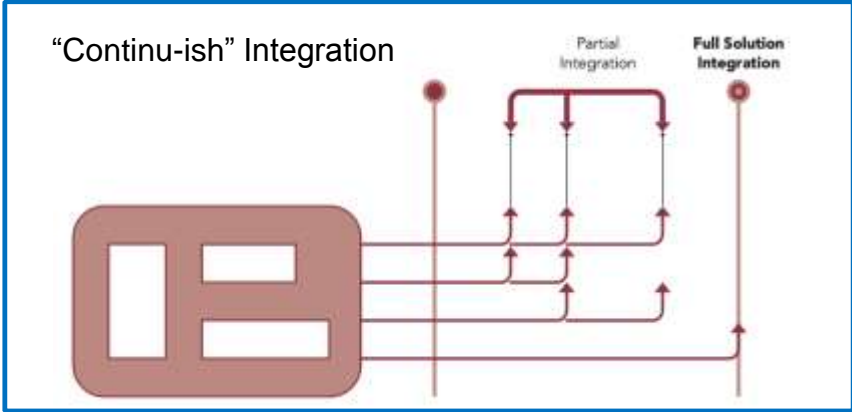 “Continu-ish” Integration
Partial
Integration
Full Solution
Integration